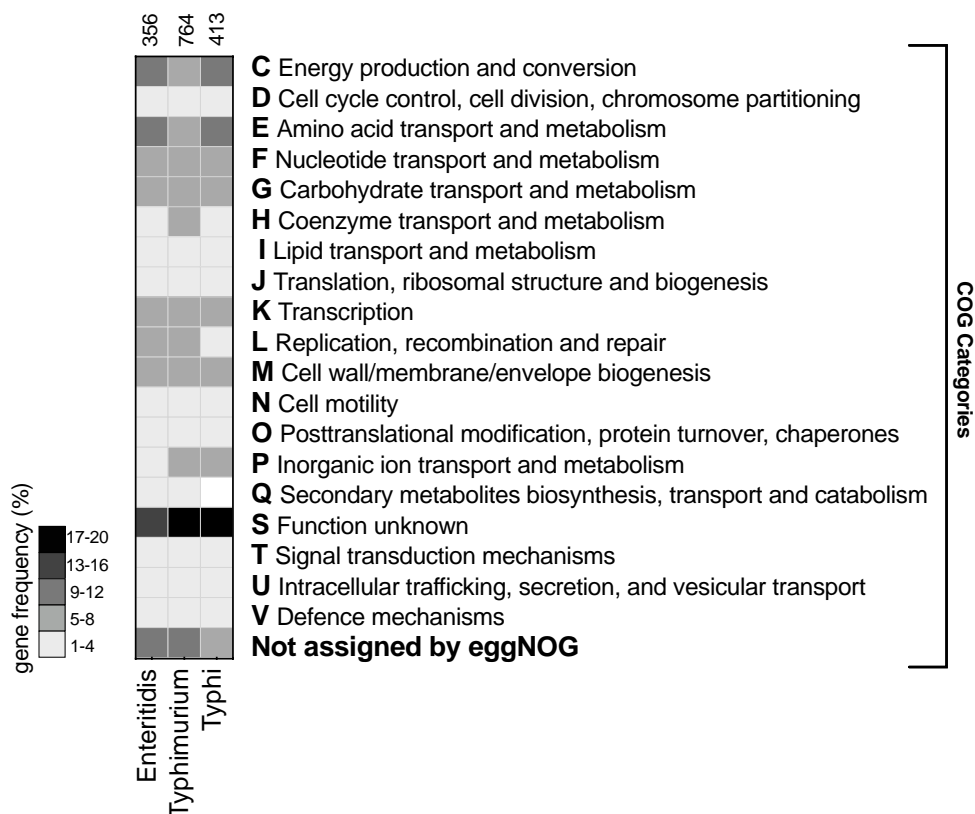 356 764 413
C Energy production and conversion
D Cell cycle control, cell division, chromosome partitioning
E Amino acid transport and metabolism
F Nucleotide transport and metabolism
G Carbohydrate transport and metabolism
H Coenzyme transport and metabolism
I Lipid transport and metabolism
J Translation, ribosomal structure and biogenesis
K Transcription
L Replication, recombination and repair
M Cell wall/membrane/envelope biogenesis
N Cell motility
O Posttranslational modification, protein turnover, chaperones
P Inorganic ion transport and metabolism
Q Secondary metabolites biosynthesis, transport and catabolism
S Function unknown
T Signal transduction mechanisms
U Intracellular trafficking, secretion, and vesicular transport
V Defence mechanisms
Not assigned by eggNOG
COG Categories
gene frequency (%)
17-20
13-16
9-12
5-8
1-4
Enteritidis
Typhimurium
Typhi